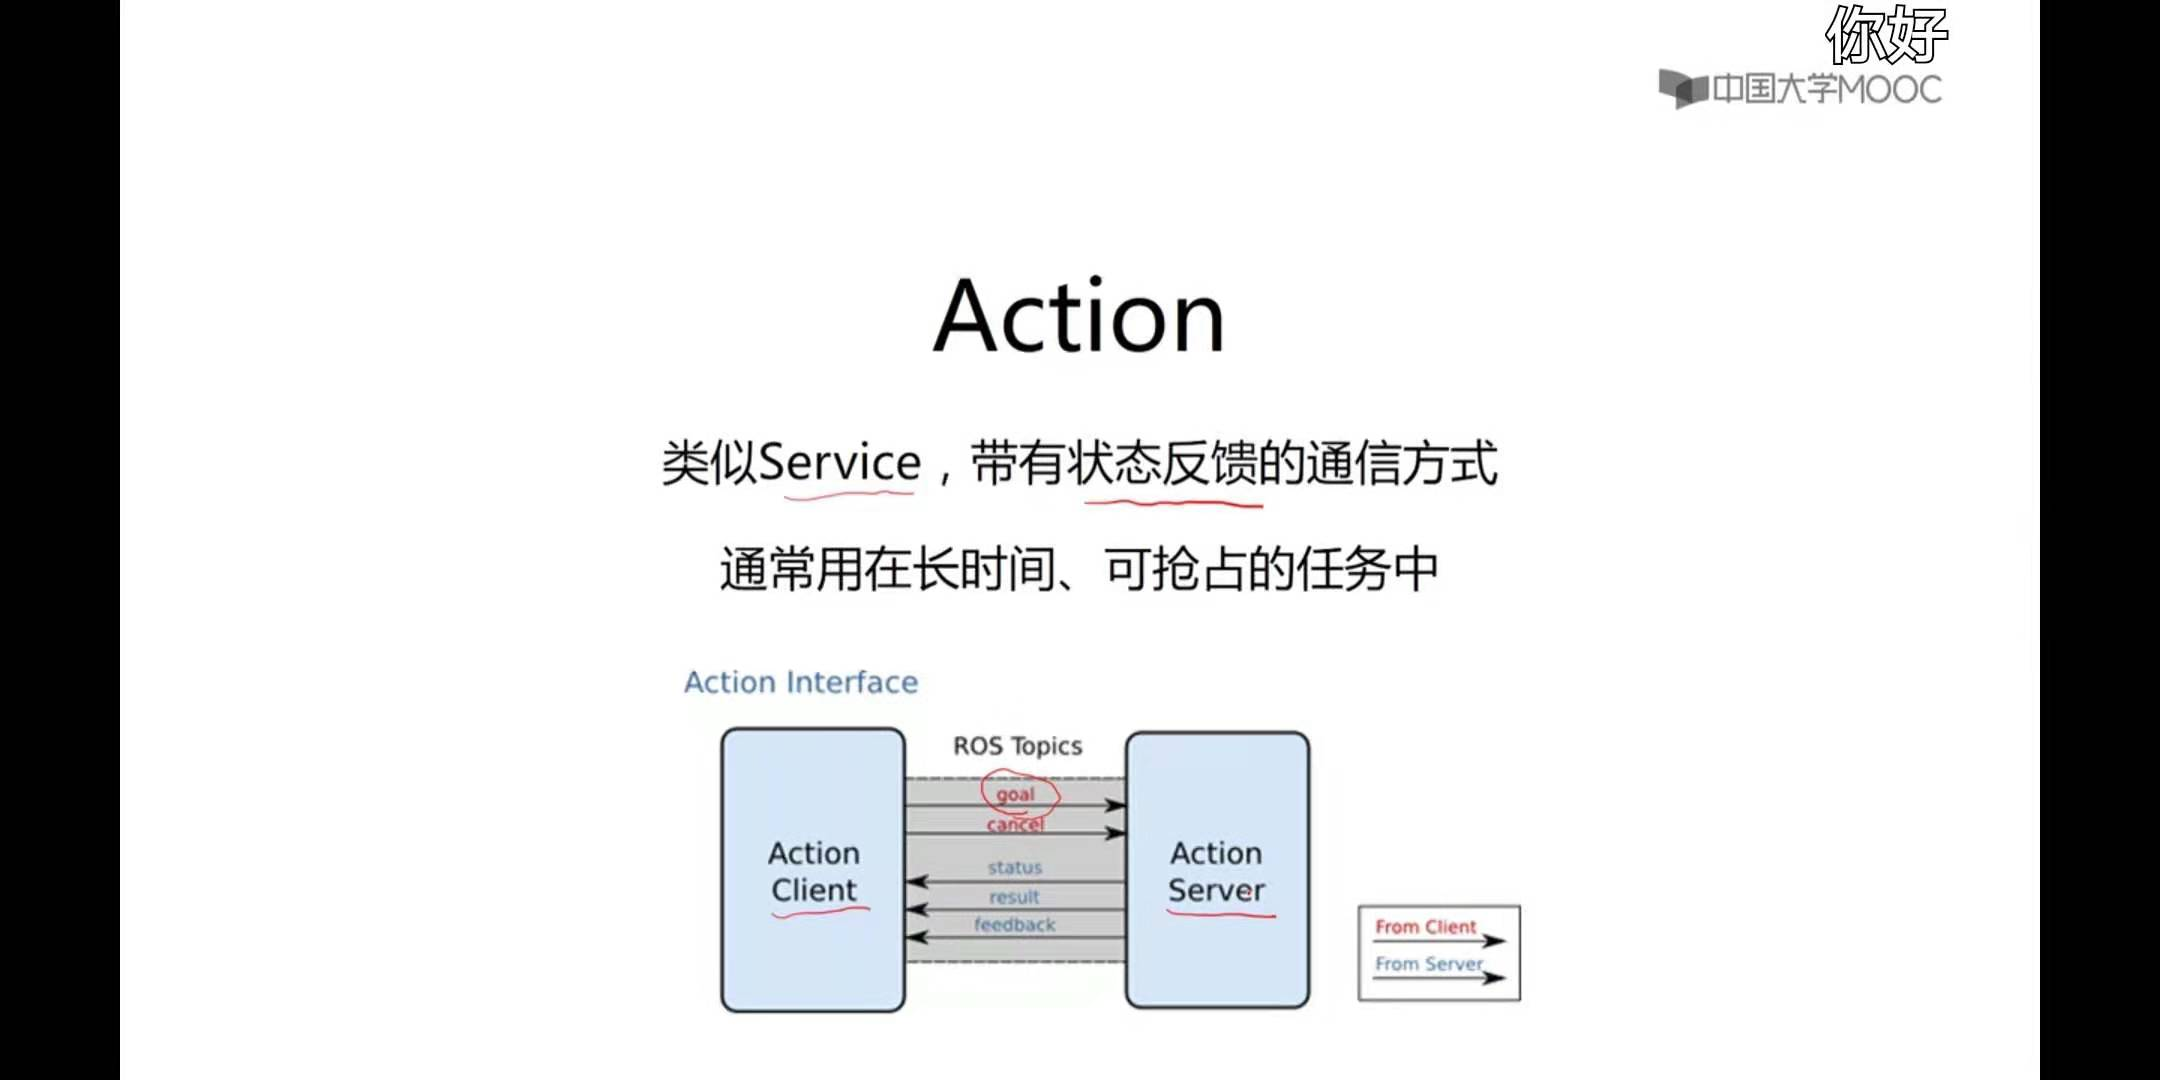 你好
中国大学MOOC
Action
类似Service，带有状态反馈的通信方式
通常用在长时间、可抢占的任务中
Action Interface
ROS Topics
goal
cancel
status
result
feedback
Action
Client
Action
Server
From Client
From Server